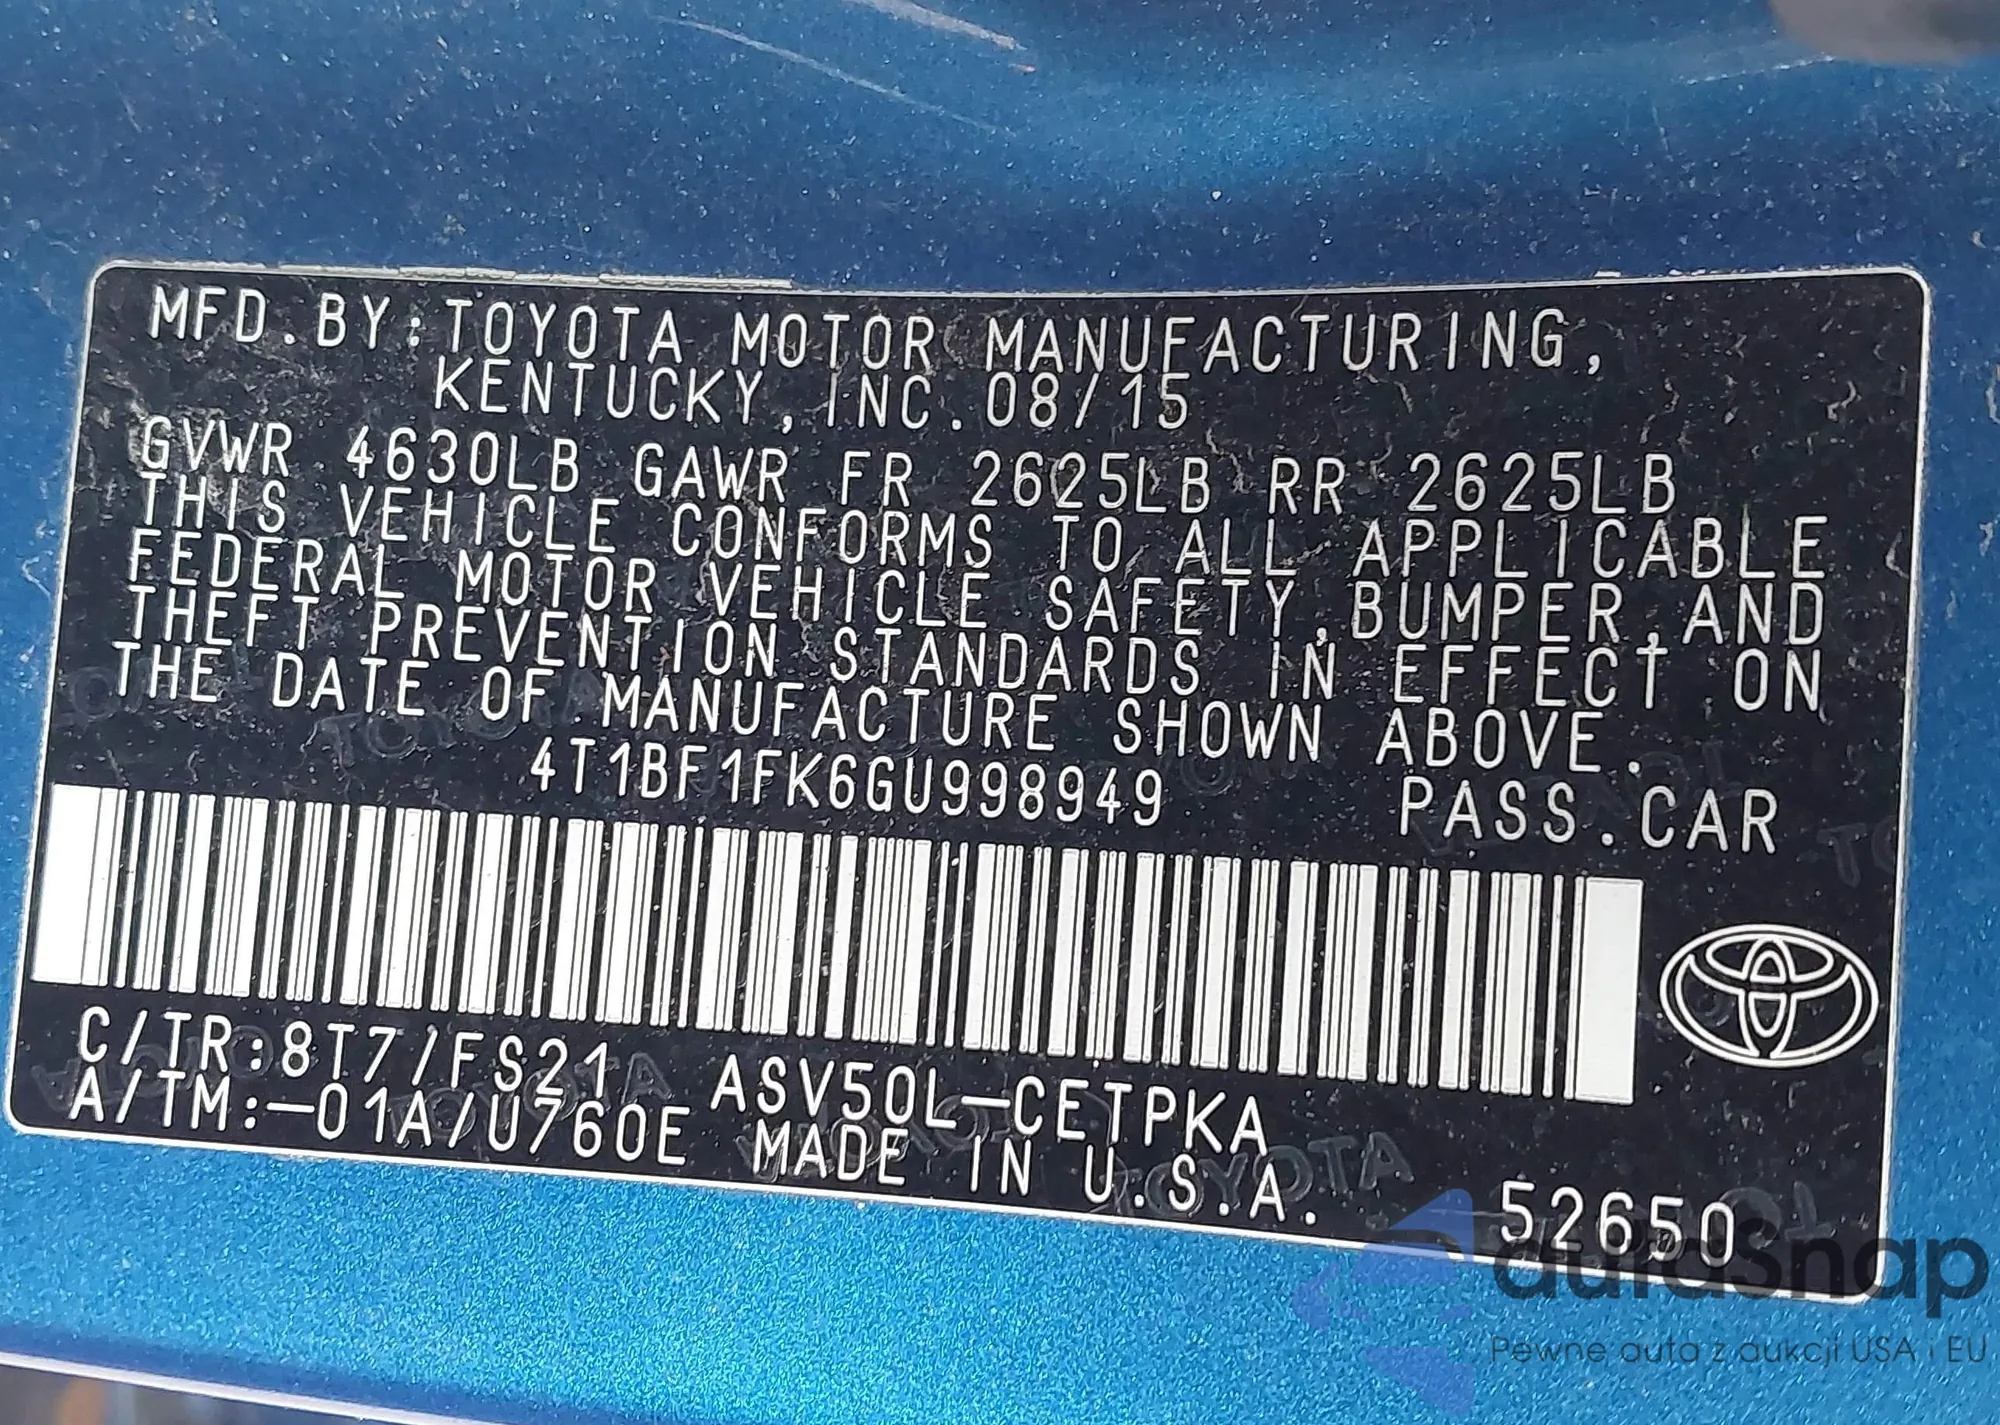 MFD.BY:TOYOTA MOTOR MANUFACTURING,
KENTUCKY,INC.08/15
GVWR 4630LB GAWR FR 2625LB RR 2625LB
THIS VEHICLE CONFORMS TO ALL APPLICABLE
FEDERAL MOTOR VEHICLE SAFETY,BUMPER,AND
THEFT PREVENTION STANDARDS IN EFFECT ON
THE DATE OF MANUFACTURE SHOWN ABOVE.
4T1BF1FK6GU998949 PASS.CAR
C/TR:8T7/FS21 ASV50L-CETPKA
A/TM:-01A/U760E MADE IN U.S.A.
52650
auraSnap
Pewne auta z aukcji USA i EU